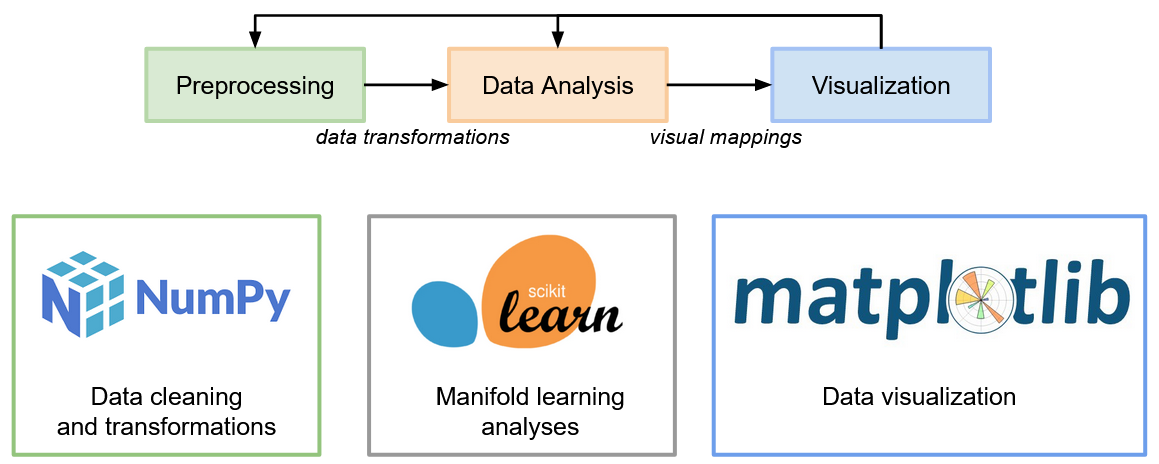 Preprocessing
Data Analysis
Visualization
data transformations
visual mappings
NumPy
scikit
learn
matplotlib
Data cleaning
and transformations
Manifold learning
analyses
Data visualization